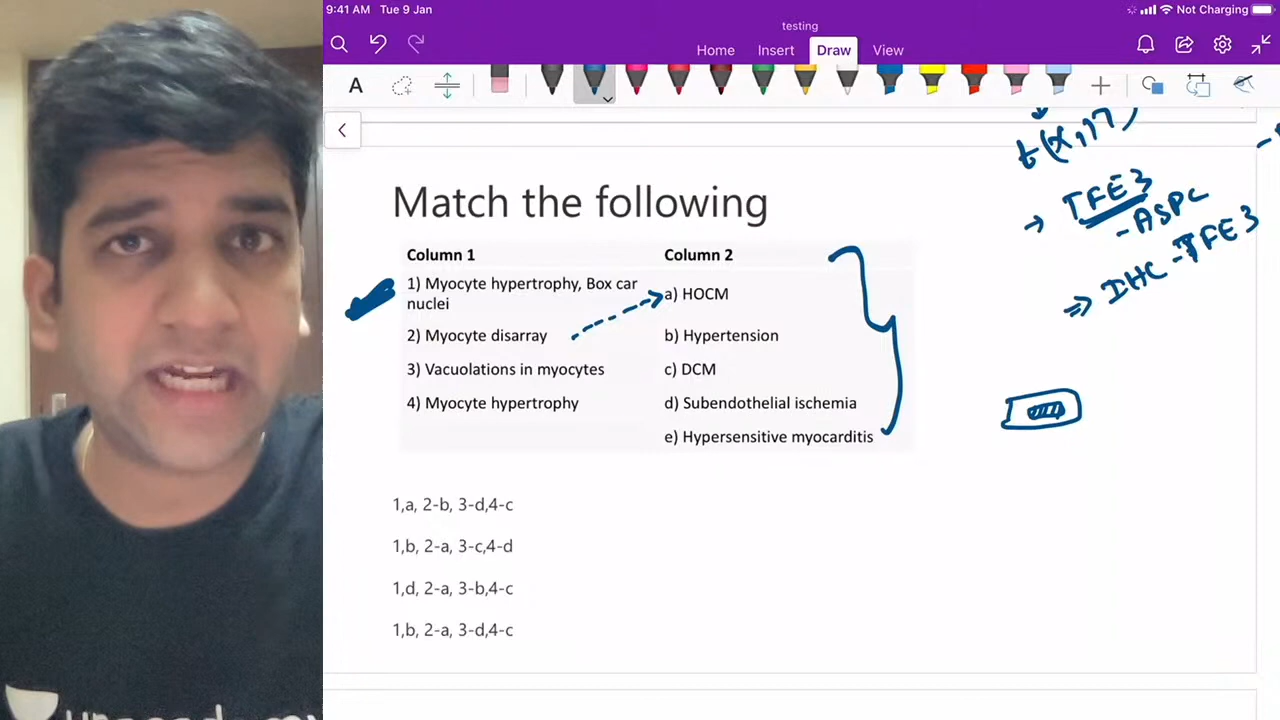 9:41 AM Tue 9 Jan
Not Charging
testing
Home Insert Draw View
A
t(x,17)
→ TFE3
-ASPL
⇒ DHC -TFE3
Match the following
Column 1 Column 2
1) Myocyte hypertrophy, Box car nuclei a) HOCM
2) Myocyte disarray b) Hypertension
3) Vacuolations in myocytes c) DCM
4) Myocyte hypertrophy d) Subendothelial ischemia
e) Hypersensitive myocarditis
1,a, 2-b, 3-d,4-c
1,b, 2-a, 3-c,4-d
1,d, 2-a, 3-b,4-c
1,b, 2-a, 3-d,4-c